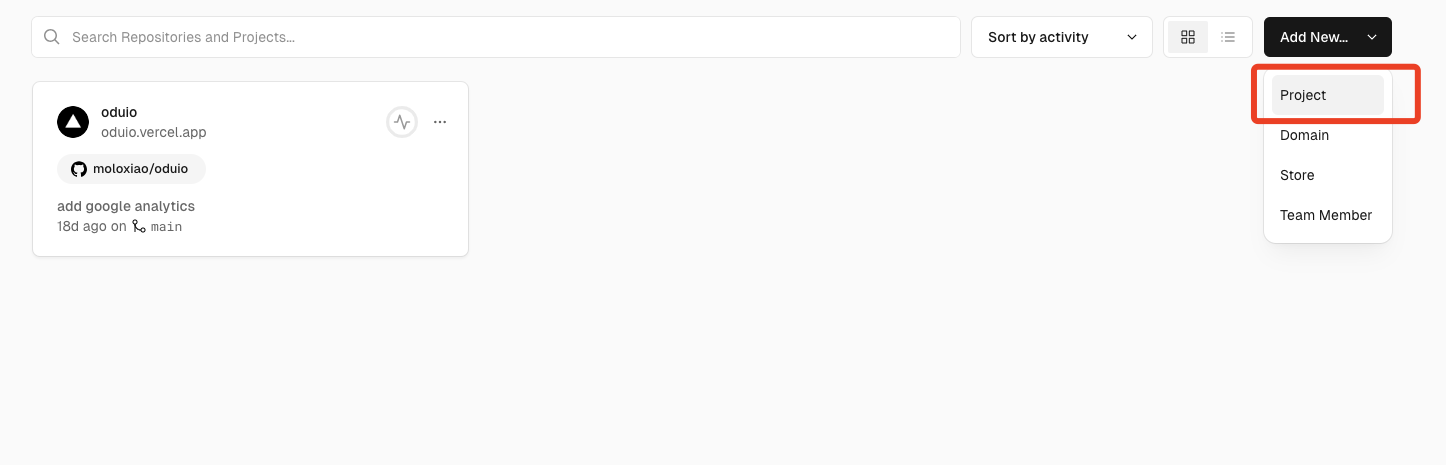 Search Repositories and Projects...
Sort by activity
Add New...
Project
Domain
Store
Team Member
oduio
oduio.vercel.app
moloxiao/oduio
add google analytics
18d ago on main